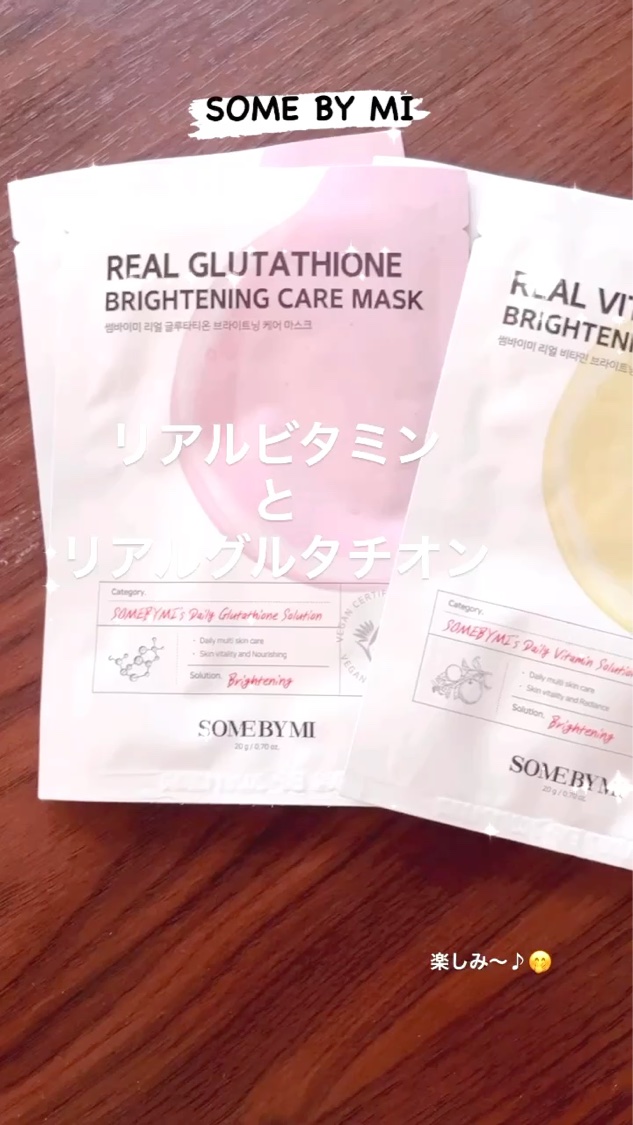 SOME BY MI
REAL GLUTATHIONE
BRIGHTENING CARE MASK
썸바이미 리얼 글루타티온 브라이트닝 케어 마스크
リアルビタミン
と
リアルグルタチオン
Category.
SOMEBYMI's Daily Glutathione Solution
· Daily multi skin care
· Skin vitality and Nourishing
Solution. Brightening
VEGAN CERTIFI
VEGAN
SOMEBYMI
20 g / 0.70 oz.
REAL VIT
BRIGHTENI
썸바이미 리얼 비타민 브라이트닝
Category.
SOMEBYMI's Daily Vitamin Solution
· Daily multi skin care
· Skin vitality and Radiance
Solution. Brightening
SOMEBYMI
20 g / 0.70 oz.
楽しみ〜♪🤭